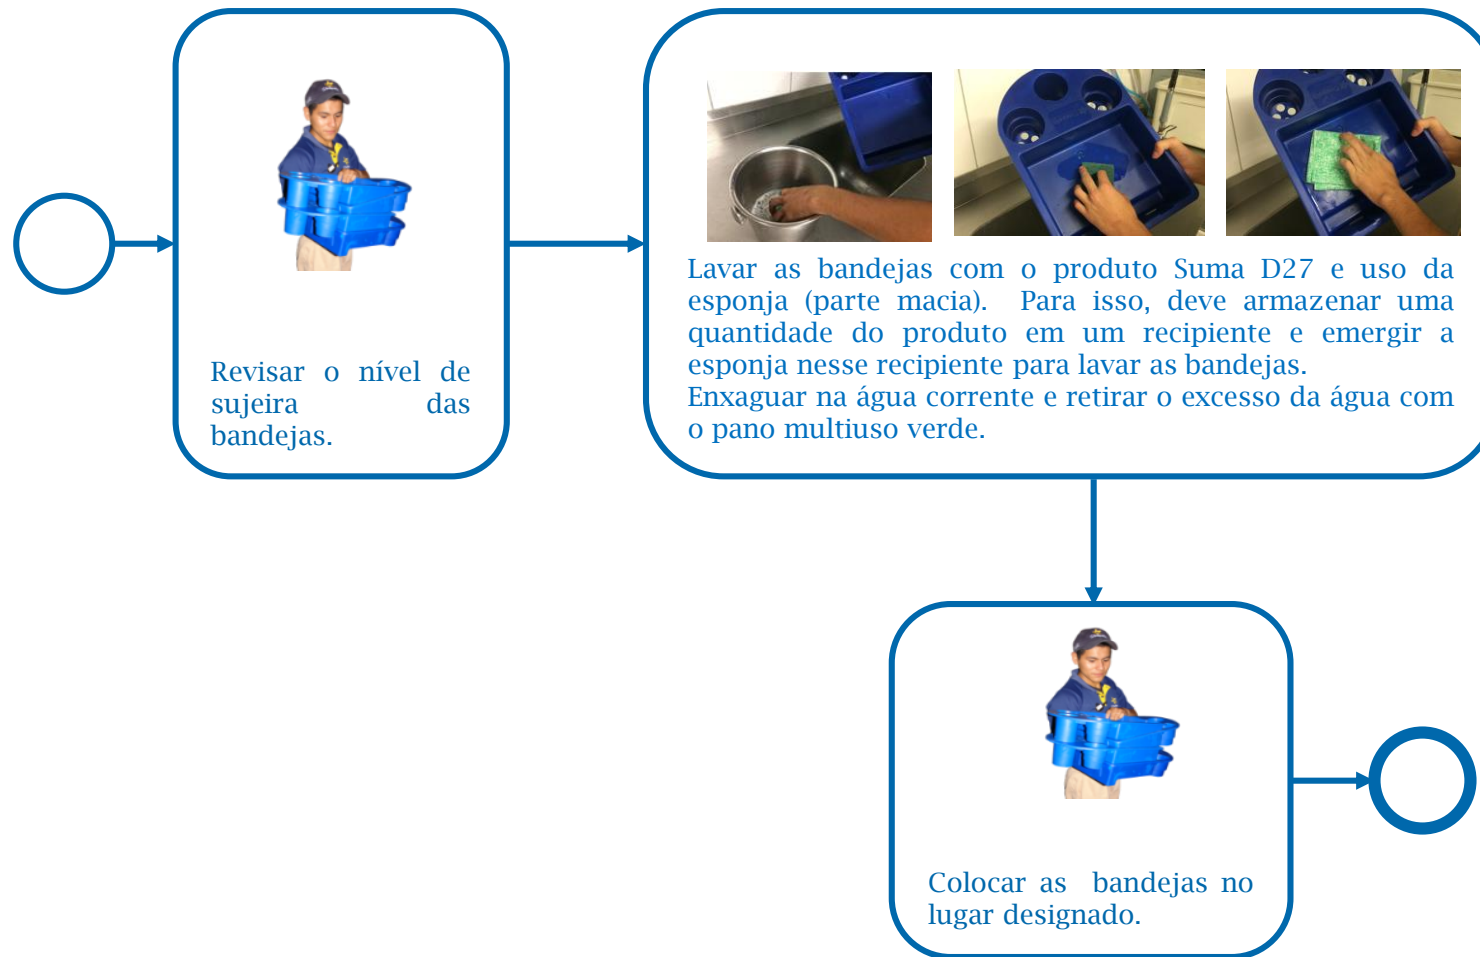 Revisar o nível de
sujeira das
bandejas.
Lavar as bandejas com o produto Suma D27 e uso da
esponja (parte macia). Para isso, deve armazenar uma
quantidade do produto em um recipiente e emergir a
esponja nesse recipiente para lavar as bandejas.
Enxaguar na água corrente e retirar o excesso da água com
o pano multiuso verde.
Colocar as bandejas no
lugar designado.